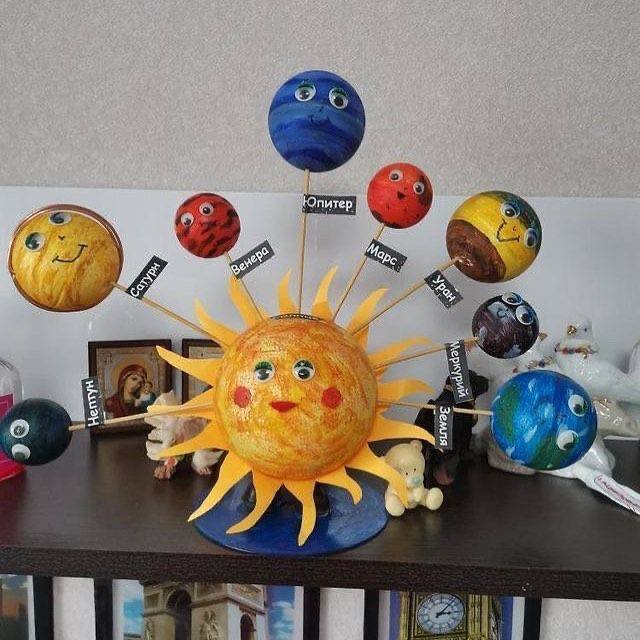 Юпитер
Марс
Венера
Сатурн
Уран
Меркурий
Нептун
Земля